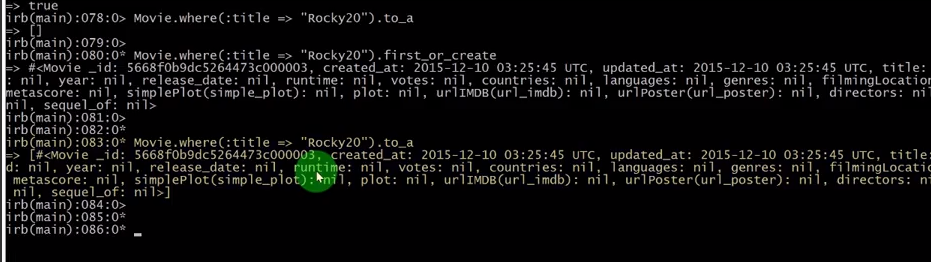 => true
irb(main):078:0> Movie.where(:title => "Rocky20").to_a
=> []
irb(main):079:0>
irb(main):080:0* Movie.where(:title => "Rocky20").first_or_create
=> #<Movie _id: 5668f0b9dc5264473c000003, created_at: 2015-12-10 03:25:45 UTC, updated_at: 2015-12-10 03:25:45 UTC, title:
: nil, year: nil, release_date: nil, runtime: nil, votes: nil, countries: nil, languages: nil, genres: nil, filmingLocation
metascore: nil, simplePlot(simple_plot): nil, plot: nil, urlIMDB(url_imdb): nil, urlPoster(url_poster): nil, directors: nil
nil, sequel_of: nil>
irb(main):081:0>
irb(main):082:0*
irb(main):083:0* Movie.where(:title => "Rocky20").to_a
=> [#<Movie _id: 5668f0b9dc5264473c000003, created_at: 2015-12-10 03:25:45 UTC, updated_at: 2015-12-10 03:25:45 UTC, title
d: nil, year: nil, release_date: nil, runtime: nil, votes: nil, countries: nil, languages: nil, genres: nil, filmingLocatio
metascore: nil, simplePlot(simple_plot): nil, plot: nil, urlIMDB(url_imdb): nil, urlPoster(url_poster): nil, directors: n
nil, sequel_of: nil>]
irb(main):084:0>
irb(main):085:0*
irb(main):086:0* _